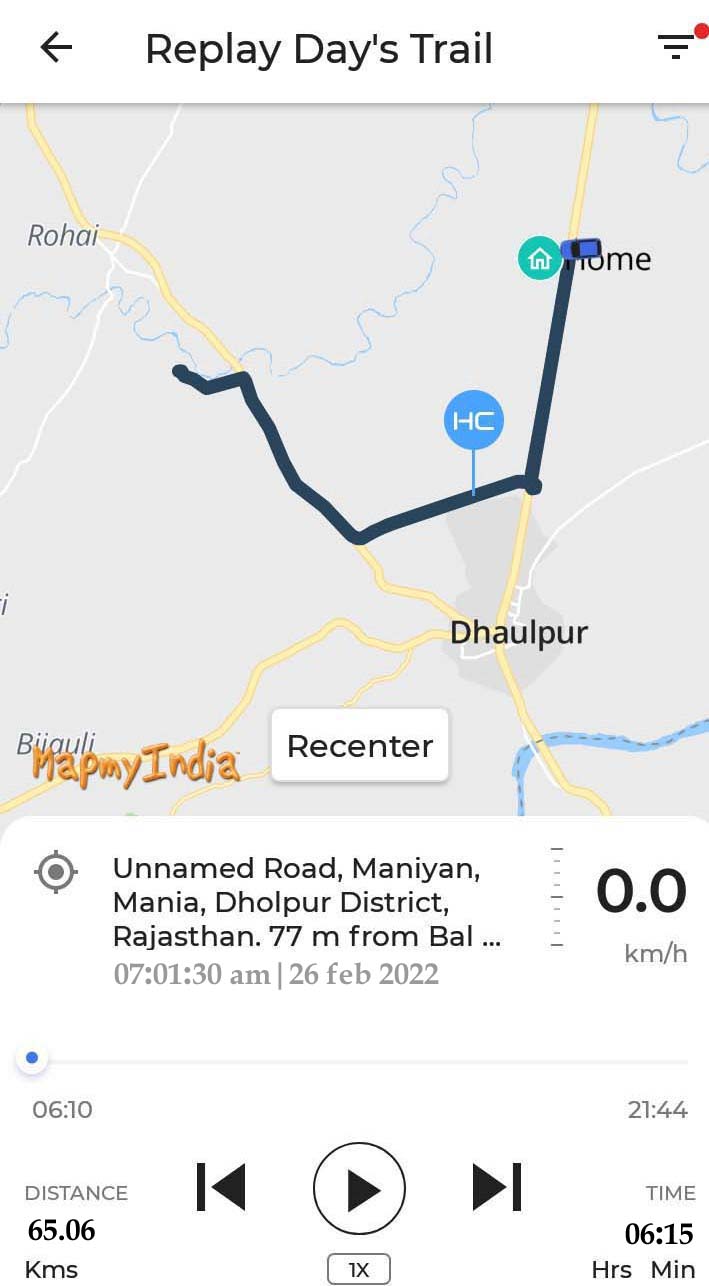 Replay Day's Trail
Rohai
Home
HC
Dhaulpur
Bijauli
MapmyIndia
Recenter
Unnamed Road, Maniyan,
Mania, Dholpur District,
Rajasthan. 77 m from Bal ...
07:01:30 am|26 feb 2022
0.0
km/h
06:10
21:44
DISTANCE
TIME
65.06
06:15
Kms
1X
Hrs Min